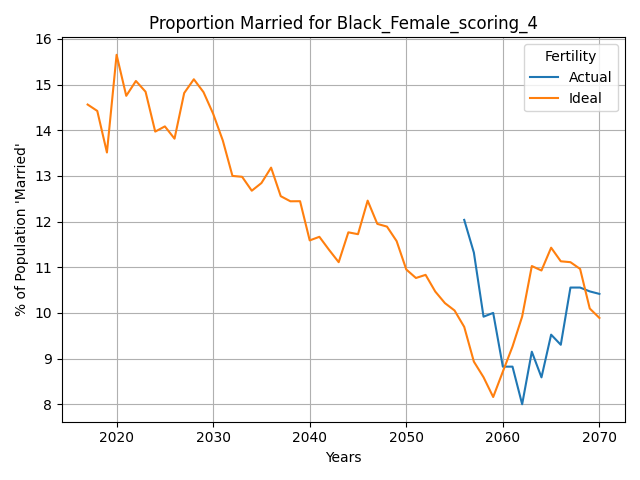 Proportion Married for Black_Female_scoring_4
% of Population 'Married'
16
15
14
13
12
11
10
9
8
Fertility
Actual
Ideal
2020 2030 2040 2050 2060 2070
Years